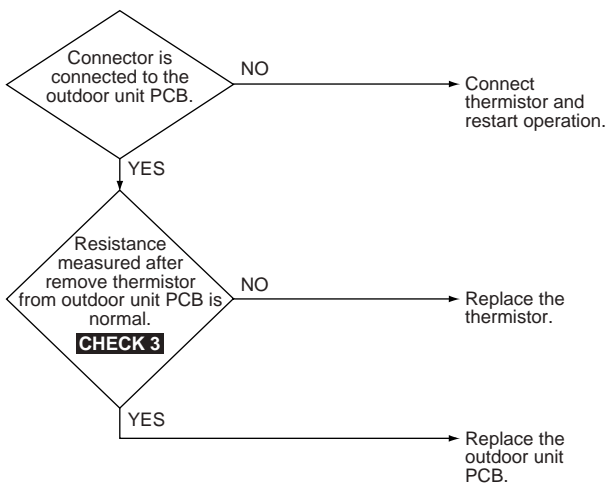 Connector is
connected to the
outdoor unit PCB.
NO
Connect
thermistor and
restart operation.
YES
Resistance
measured after
remove thermistor
from outdoor unit PCB is
normal.
CHECK 3
NO
Replace the
thermistor.
YES
Replace the
outdoor unit
PCB.